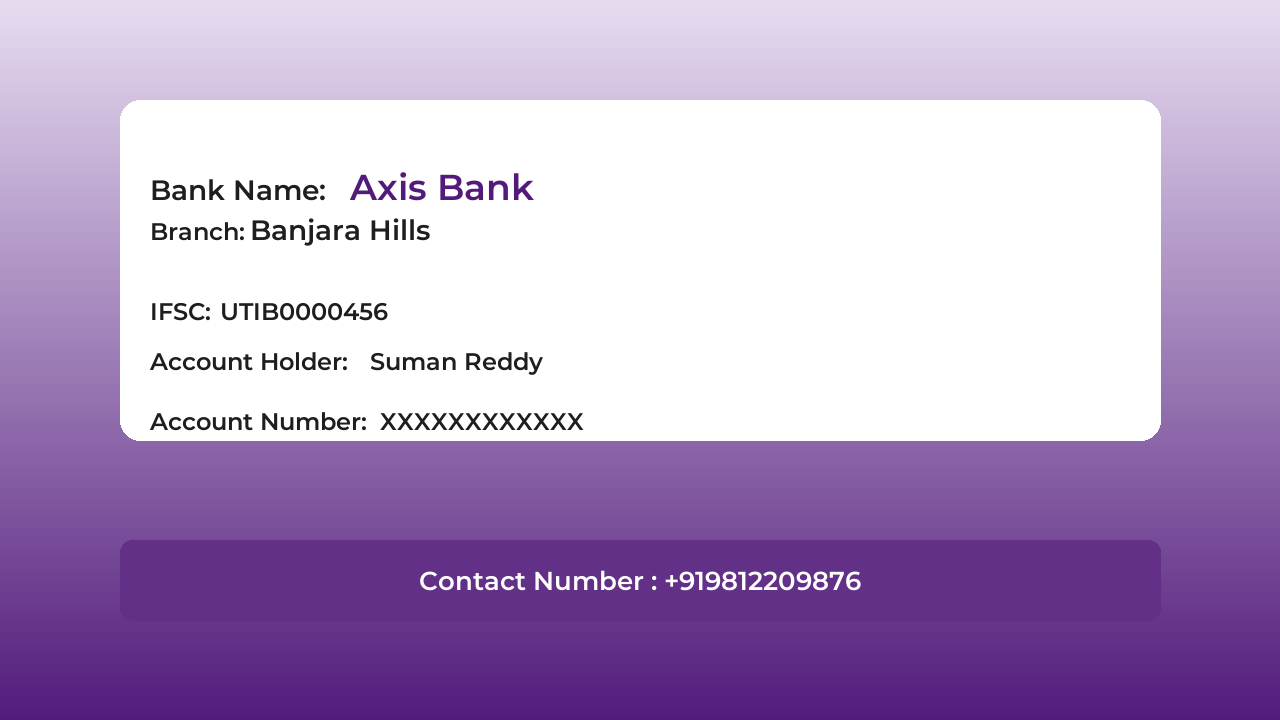 Bank Name: Axis Bank
Branch: Banjara Hills
IFSC: UTIB0000456
Account Holder: Suman Reddy
Account Number: XXXXXXXXXXXX
Contact Number : +919812209876